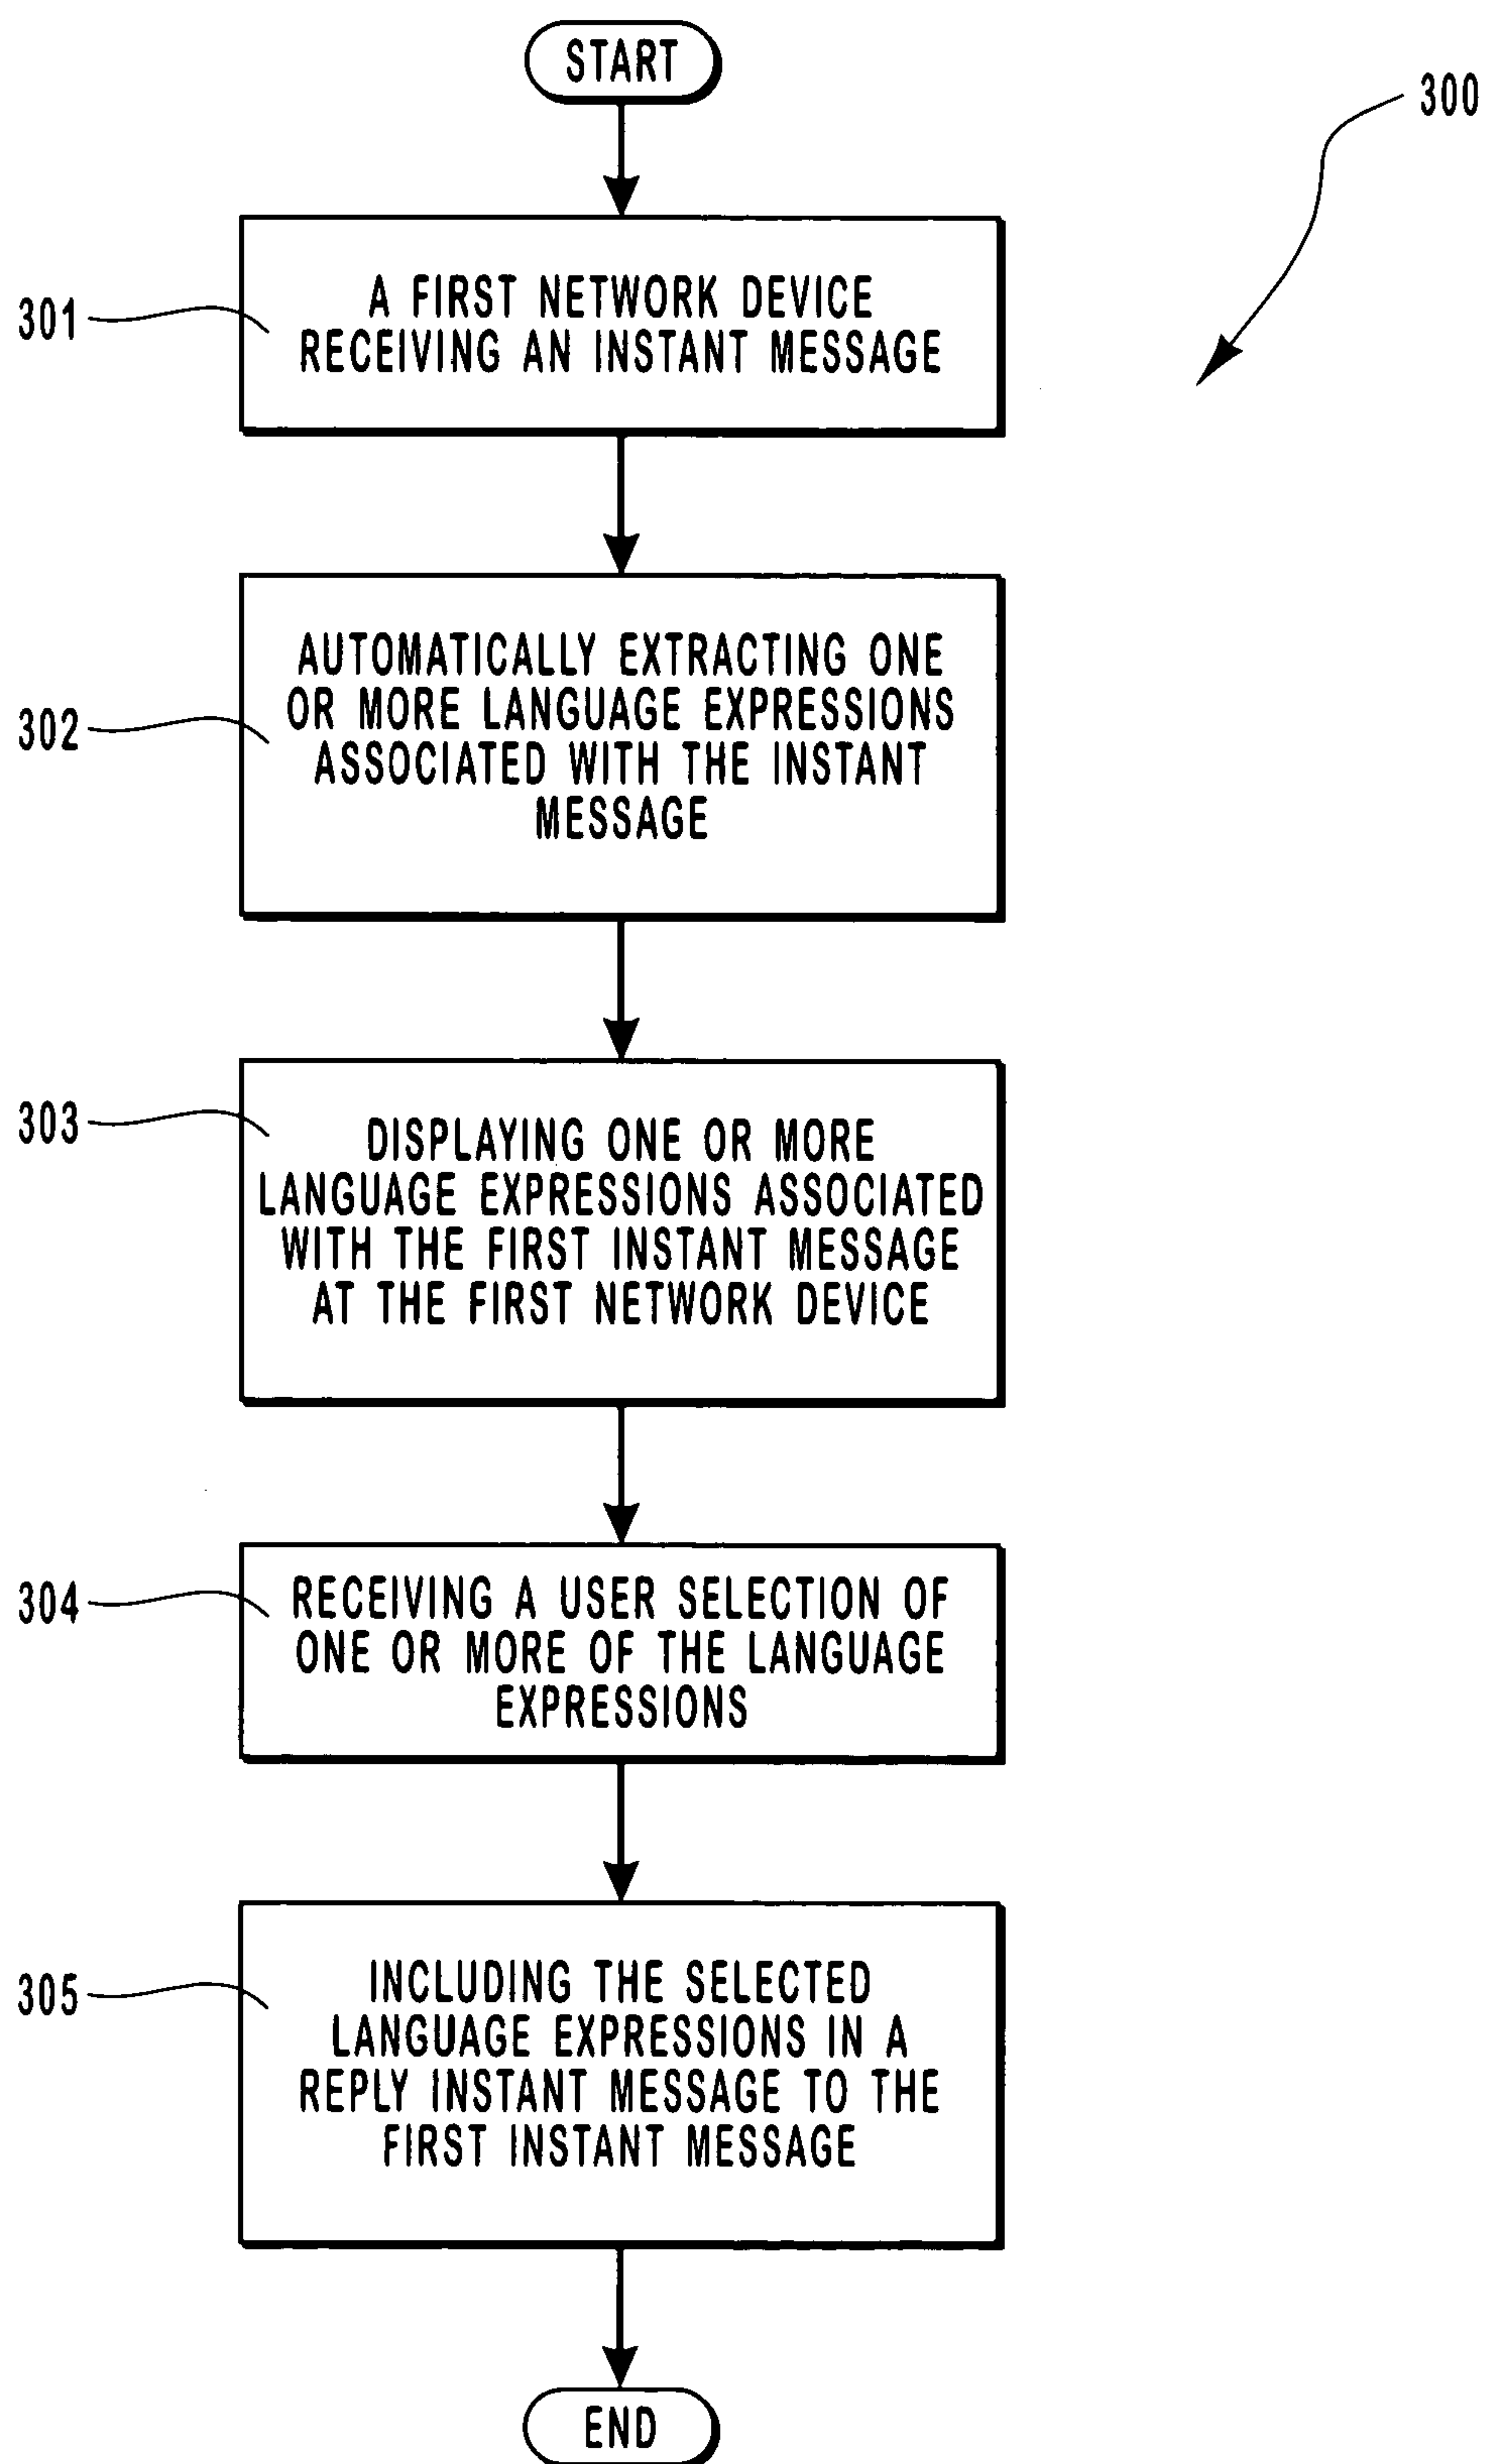 START
300
301
A FIRST NETWORK DEVICE
RECEIVING AN INSTANT MESSAGE
302
AUTOMATICALLY EXTRACTING ONE
OR MORE LANGUAGE EXPRESSIONS
ASSOCIATED WITH THE INSTANT
MESSAGE
303
DISPLAYING ONE OR MORE
LANGUAGE EXPRESSIONS ASSOCIATED
WITH THE FIRST INSTANT MESSAGE
AT THE FIRST NETWORK DEVICE
304
RECEIVING A USER SELECTION OF
ONE OR MORE OF THE LANGUAGE
EXPRESSIONS
305
INCLUDING THE SELECTED
LANGUAGE EXPRESSIONS IN A
REPLY INSTANT MESSAGE TO THE
FIRST INSTANT MESSAGE
END